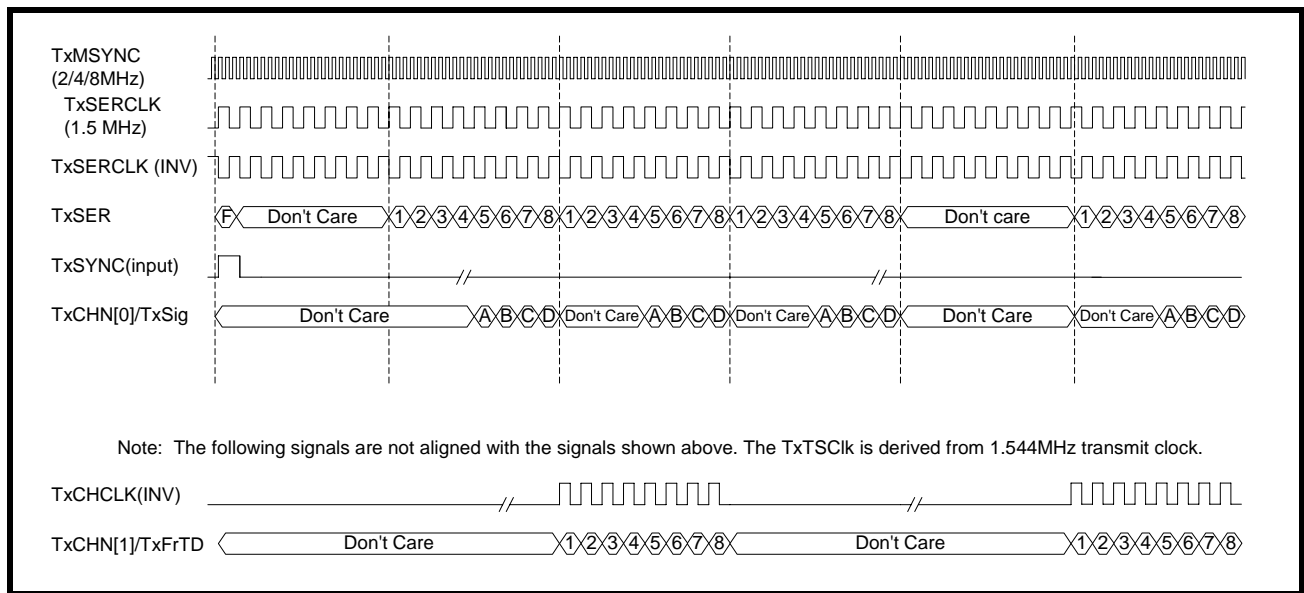 TxMSYNC
(2/4/8MHz)
TxSERCLK
(1.5 MHz)
TxSERCLK (INV)
TxSER F Don't Care 1 2 3 4 5 6 7 8 1 2 3 4 5 6 7 8 1 2 3 4 5 6 7 8 Don't care 1 2 3 4 5 6 7 8
TxSYNC(input) // //
TxCHN[0]/TxSig Don't Care A B C D Don't Care A B C D Don't Care A B C D Don't Care Don't Care A B C D
Note: The following signals are not aligned with the signals shown above. The TxTSClk is derived from 1.544MHz transmit clock.
TxCHCLK(INV) // //
TxCHN[1]/TxFrTD Don't Care 1 2 3 4 5 6 7 8 Don't Care 1 2 3 4 5 6 7 8